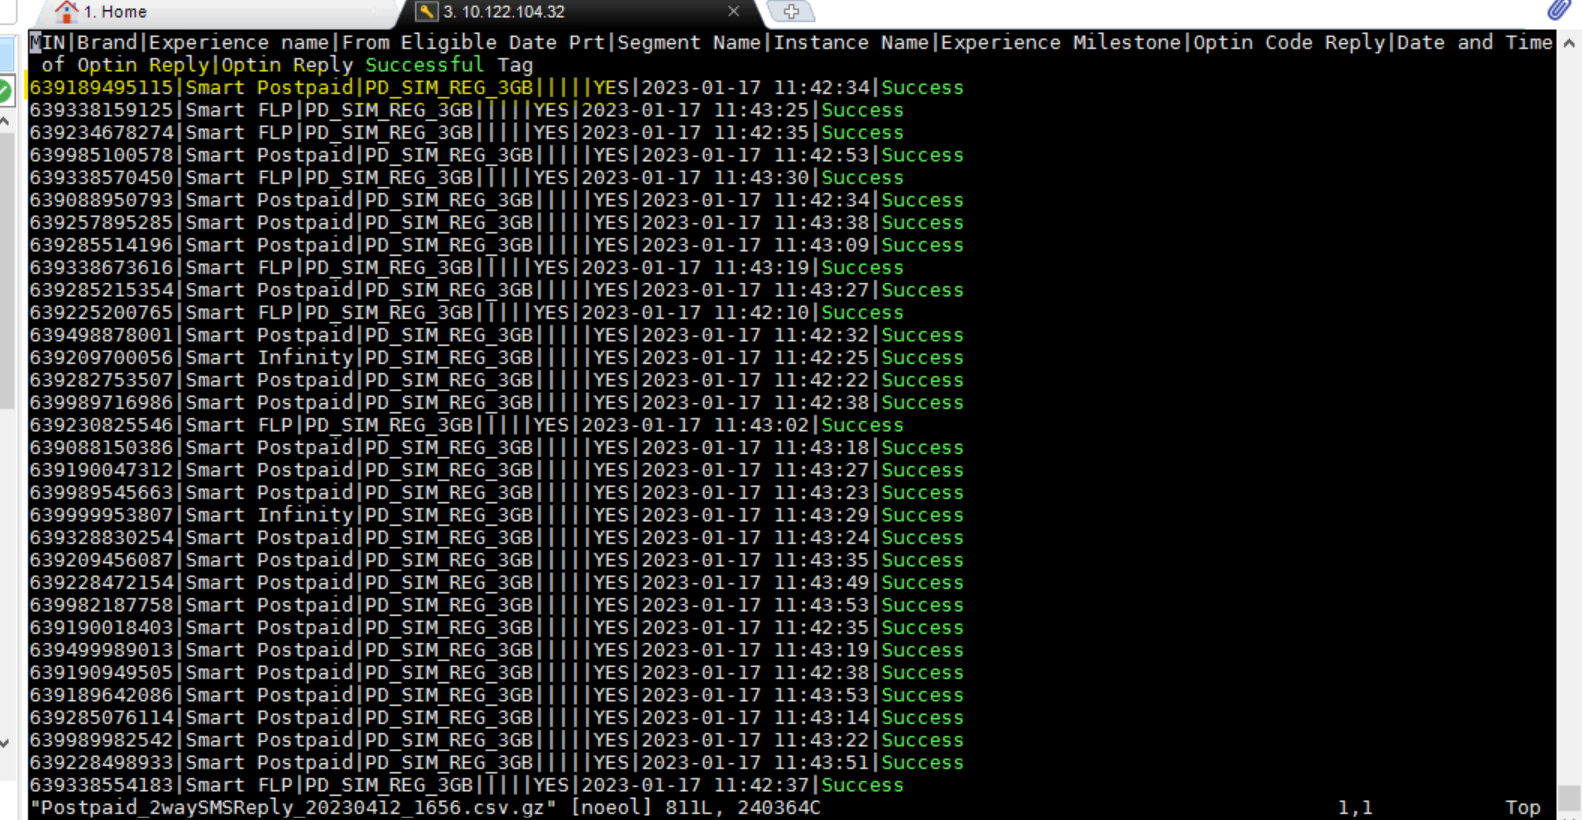 1. Home
3. 10.122.104.32
MIN|Brand|Experience name|From Eligible Date Prt|Segment Name|Instance Name|Experience Milestone|Optin Code Reply|Date and Time
of Optin Reply|Optin Reply Successful Tag
639189495115|Smart Postpaid|PD_SIM_REG_3GB|||||YES|2023-01-17 11:42:34|Success
639338159125|Smart FLP|PD_SIM_REG_3GB|||||YES|2023-01-17 11:43:25|Success
639234678274|Smart FLP|PD_SIM_REG_3GB|||||YES|2023-01-17 11:42:35|Success
639985100578|Smart Postpaid|PD_SIM_REG_3GB|||||YES|2023-01-17 11:42:53|Success
639338570450|Smart FLP|PD_SIM_REG_3GB|||||YES|2023-01-17 11:43:30|Success
639088950793|Smart Postpaid|PD_SIM_REG_3GB|||||YES|2023-01-17 11:42:34|Success
639257895285|Smart Postpaid|PD_SIM_REG_3GB|||||YES|2023-01-17 11:43:38|Success
639285514196|Smart Postpaid|PD_SIM_REG_3GB|||||YES|2023-01-17 11:43:09|Success
639338673616|Smart FLP|PD_SIM_REG_3GB|||||YES|2023-01-17 11:43:19|Success
639285215354|Smart Postpaid|PD_SIM_REG_3GB|||||YES|2023-01-17 11:43:27|Success
639225200765|Smart FLP|PD_SIM_REG_3GB|||||YES|2023-01-17 11:42:10|Success
639498878001|Smart Postpaid|PD_SIM_REG_3GB|||||YES|2023-01-17 11:42:32|Success
639209700056|Smart Infinity|PD_SIM_REG_3GB|||||YES|2023-01-17 11:42:25|Success
639282753507|Smart Postpaid|PD_SIM_REG_3GB|||||YES|2023-01-17 11:42:22|Success
639989716986|Smart Postpaid|PD_SIM_REG_3GB|||||YES|2023-01-17 11:42:38|Success
639230825546|Smart FLP|PD_SIM_REG_3GB|||||YES|2023-01-17 11:43:02|Success
639088150386|Smart Postpaid|PD_SIM_REG_3GB|||||YES|2023-01-17 11:43:18|Success
639190047312|Smart Postpaid|PD_SIM_REG_3GB|||||YES|2023-01-17 11:43:27|Success
639989545663|Smart Postpaid|PD_SIM_REG_3GB|||||YES|2023-01-17 11:43:23|Success
639999953807|Smart Infinity|PD_SIM_REG_3GB|||||YES|2023-01-17 11:43:29|Success
639328830254|Smart Postpaid|PD_SIM_REG_3GB|||||YES|2023-01-17 11:43:24|Success
639209456087|Smart Postpaid|PD_SIM_REG_3GB|||||YES|2023-01-17 11:43:35|Success
639228472154|Smart Postpaid|PD_SIM_REG_3GB|||||YES|2023-01-17 11:43:49|Success
639982187758|Smart Postpaid|PD_SIM_REG_3GB|||||YES|2023-01-17 11:43:53|Success
639190018403|Smart Postpaid|PD_SIM_REG_3GB|||||YES|2023-01-17 11:42:35|Success
639499989013|Smart Postpaid|PD_SIM_REG_3GB|||||YES|2023-01-17 11:43:19|Success
639190949505|Smart Postpaid|PD_SIM_REG_3GB|||||YES|2023-01-17 11:42:38|Success
639189642086|Smart Postpaid|PD_SIM_REG_3GB|||||YES|2023-01-17 11:43:53|Success
639285076114|Smart Postpaid|PD_SIM_REG_3GB|||||YES|2023-01-17 11:43:14|Success
639989982542|Smart Postpaid|PD_SIM_REG_3GB|||||YES|2023-01-17 11:43:22|Success
639228498933|Smart Postpaid|PD_SIM_REG_3GB|||||YES|2023-01-17 11:43:51|Success
639338554183|Smart FLP|PD_SIM_REG_3GB|||||YES|2023-01-17 11:42:37|Success
"Postpaid_2waySMSReply_20230412_1656.csv.gz" [noeol] 811L, 240364C 1,1 Top